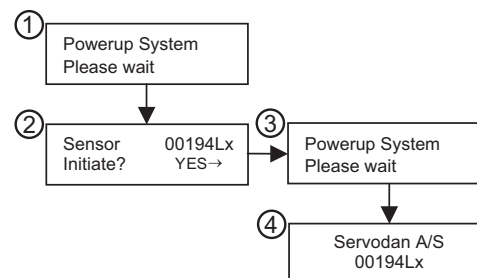 1
Powerup System
Please wait
2
Sensor 00194Lx
Initiate? YES→
3
Powerup System
Please wait
4
Servodan A/S
00194Lx